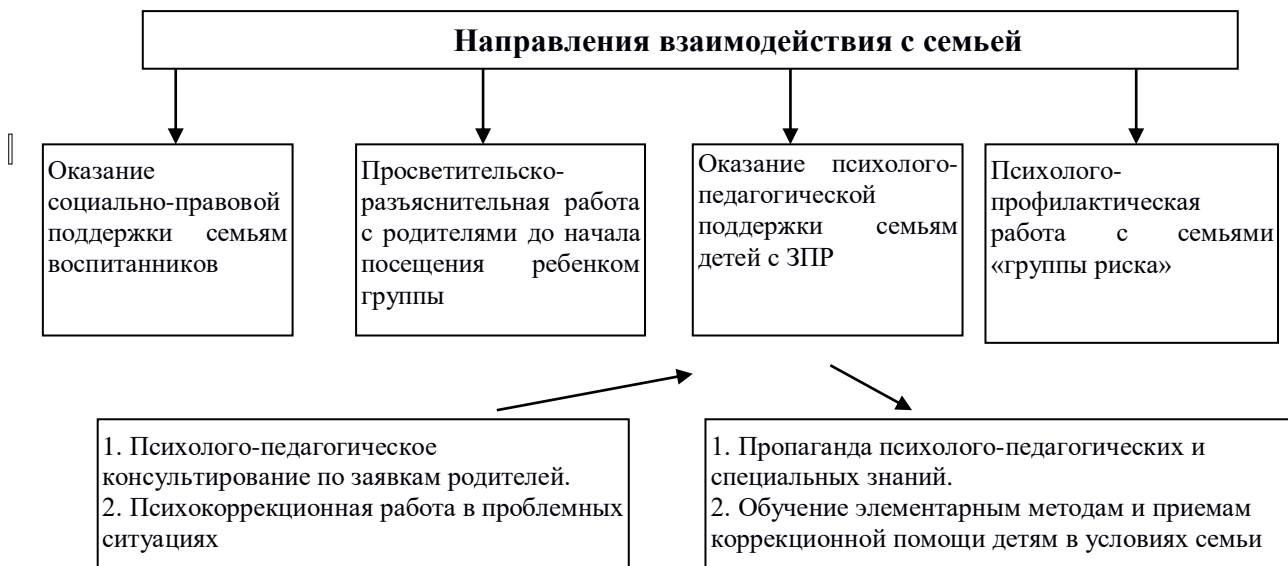 Направления взаимодействия с семьей
Оказание
социально-правовой
поддержки семьям
воспитанников
Просветительско-
разъяснительная работа
с родителями до начала
посещения ребенком
группы
Оказание психолого-
педагогической
поддержки семьям
детей с ЗПР
Психолого-
профилактическая
работа с семьями
«группы риска»
1. Психолого-педагогическое
консультирование по заявкам родителей.
2. Психокоррекционная работа в проблемных
ситуациях
1. Пропаганда психолого-педагогических и
специальных знаний.
2. Обучение элементарным методам и приемам
коррекционной помощи детям в условиях семьи